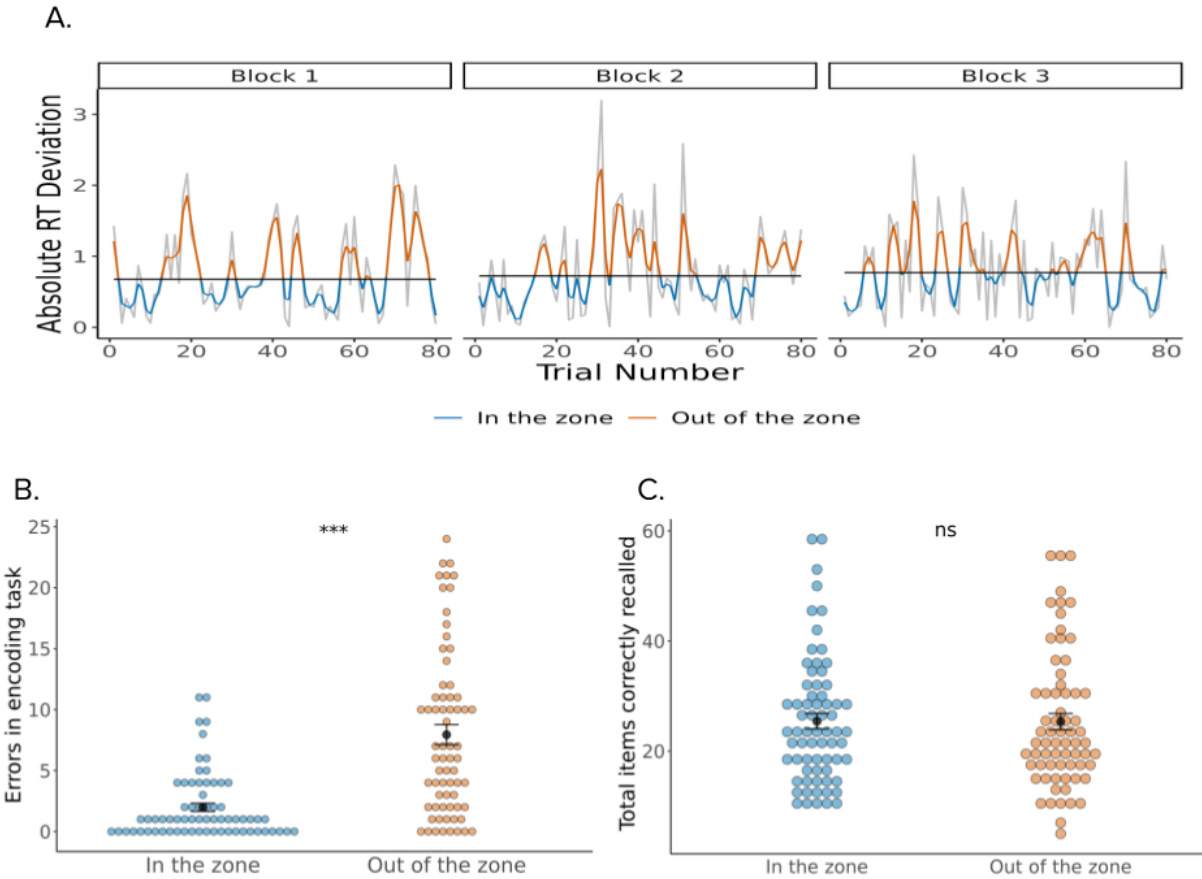 A.
Block 1 Block 2 Block 3
Absolute RT Deviation
3
2
1
0
0 20 40 60 80 0 20 40 60 80 0 20 40 60 80
Trial Number
In the zone Out of the zone
B.
***
Errors in encoding task
25
20
15
10
5
0
In the zone Out of the zone
C.
ns
Total items correctly recalled
60
40
20
In the zone Out of the zone